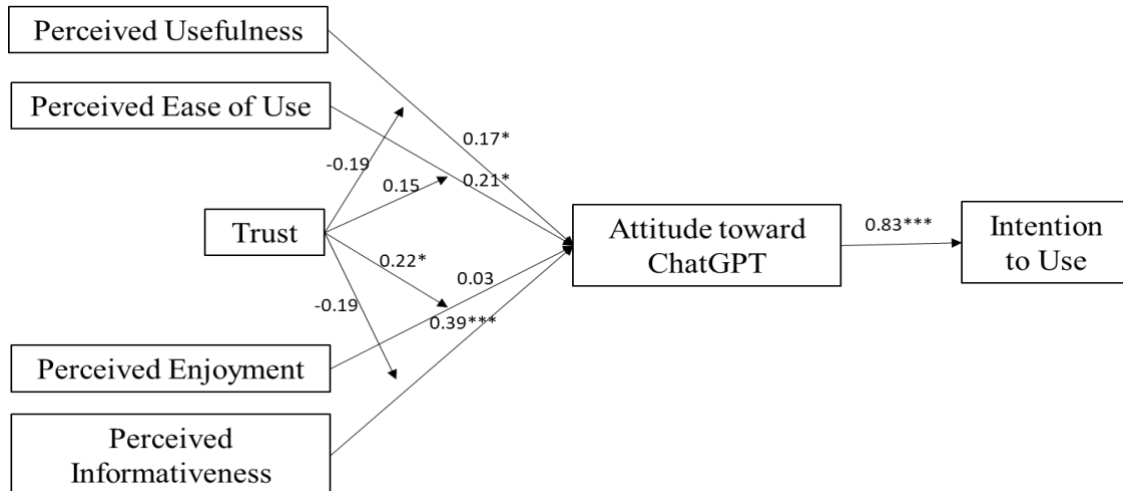 Perceived Usefulness
Perceived Ease of Use
0.17*
-0.19
0.15
0.21*
Trust
Attitude toward
ChatGPT
0.83***
Intention
to Use
0.22*
0.03
-0.19
0.39***
Perceived Enjoyment
Perceived
Informativeness